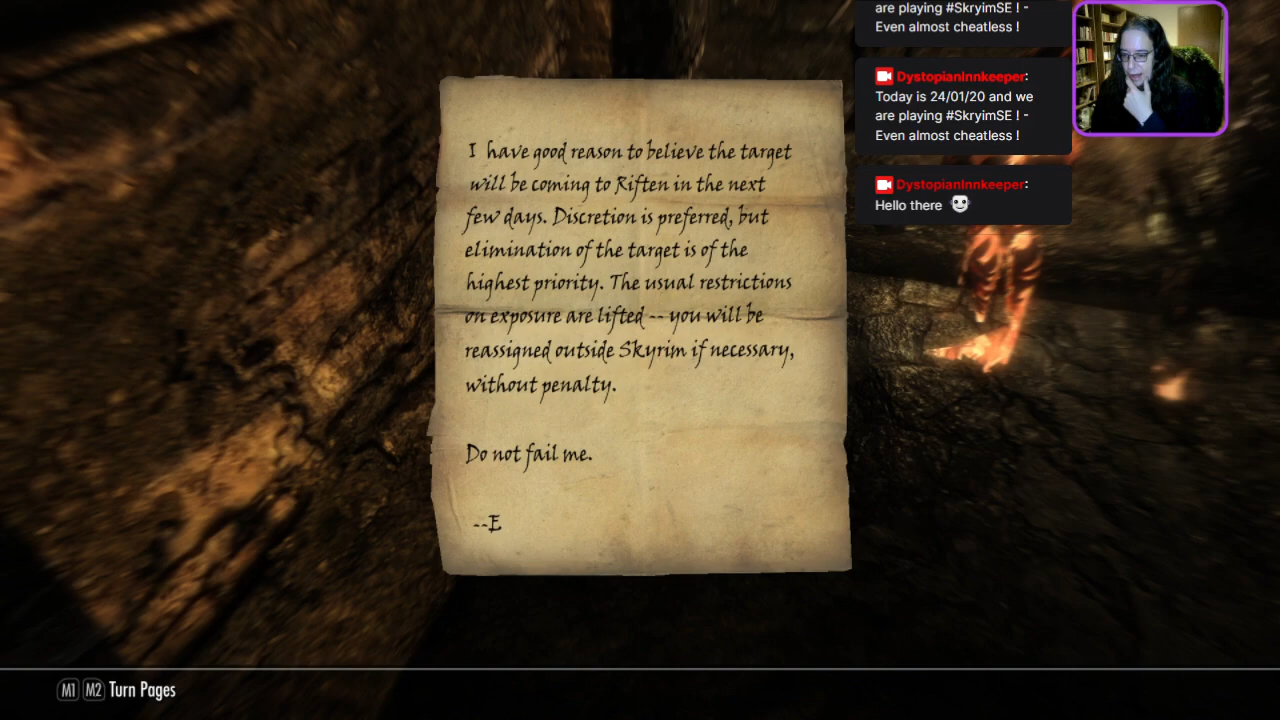 are playing #SkryimSE ! -
Even almost cheatless !
DystopianInnkeeper:
Today is 24/01/20 and we
are playing #SkryimSE ! -
Even almost cheatless !
DystopianInnkeeper:
Hello there
I have good reason to believe the target
will be coming to Riften in the next
few days. Discretion is preferred, but
elimination of the target is of the
highest priority. The usual restrictions
on exposure are lifted -- you will be
reassigned outside Skyrim if necessary,
without penalty.
Do not fail me.
--E
M1 M2 Turn Pages